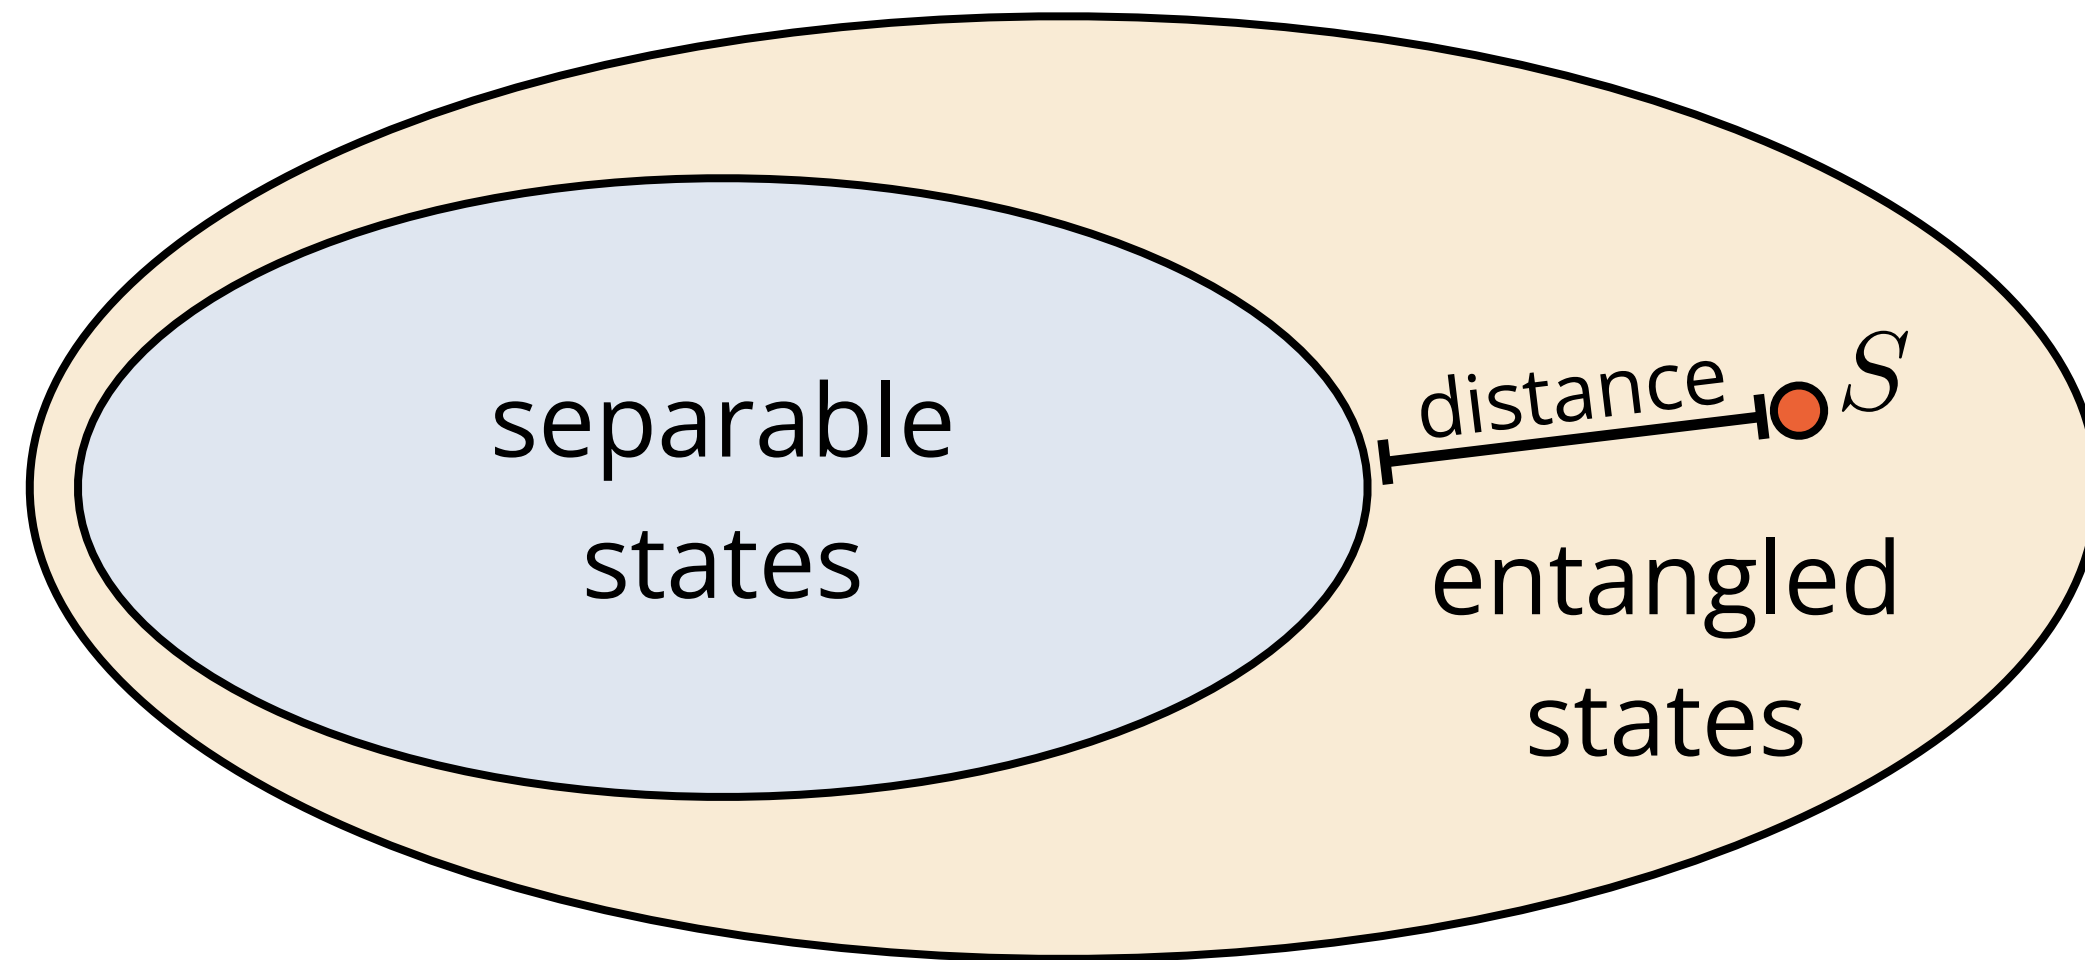 separable
states
distance
S
entangled
states